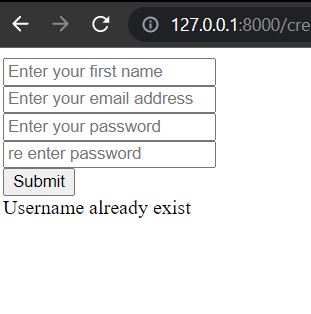 127.0.0.1:8000/cre
Enter your first name
Enter your email address
Enter your password
re enter password
Submit
Username already exist